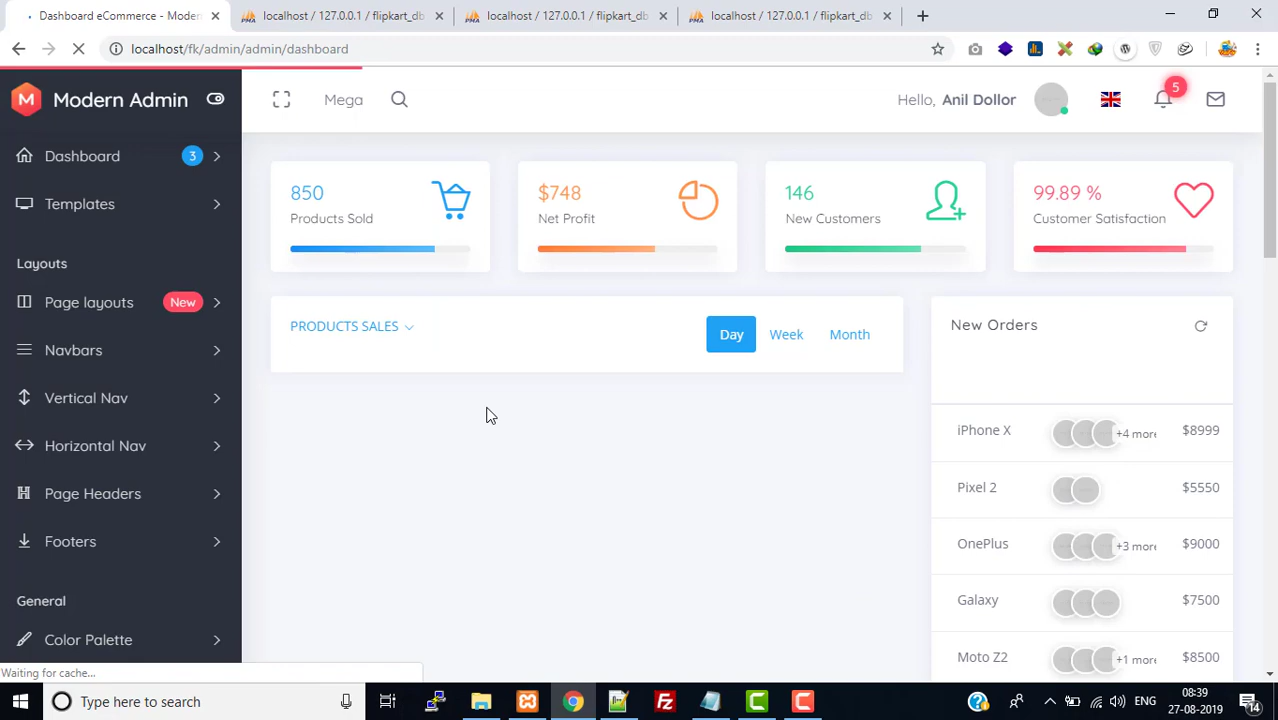 Dashboard eCommerce - Modern
localhost / 127.0.0.1 / flipkart_db
localhost / 127.0.0.1 / flipkart_db
localhost / 127.0.0.1 / flipkart_db
localhost/fk/admin/admin/dashboard
M Modern Admin
Mega
Hello, Anil Dollor
5
Dashboard 3
Templates
Layouts
Page layouts New
Navbars
Vertical Nav
Horizontal Nav
Page Headers
Footers
General
Color Palette
850
Products Sold
$748
Net Profit
146
New Customers
99.89 %
Customer Satisfaction
PRODUCTS SALES
Day Week Month
New Orders
iPhone X +4 more $8999
Pixel 2 $5550
OnePlus +3 more $9000
Galaxy $7500
Moto Z2 +1 more $8500
Waiting for cache...
Type here to search
ENG
08:39
27-08-2019
14